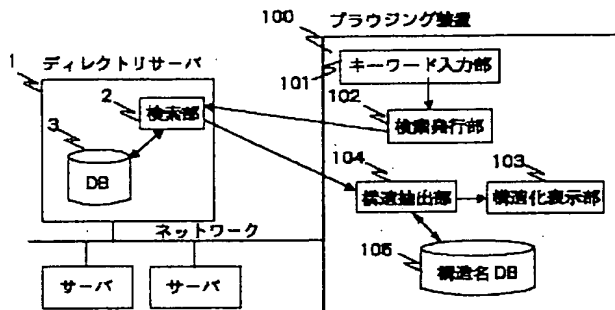 ブラウジング装置
100
1
ディレクトリサーバ
101
キーワード入力部
2
検索部
102
検索発行部
3
DB
104
103
構造抽出部
構造化表示部
ネットワーク
105
構造名DB
サーバ
サーバ